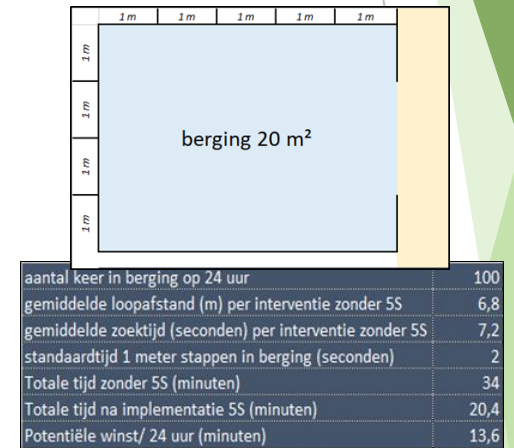 1 m 1 m 1 m 1 m 1 m
1 m
1 m
berging 20 m²
1 m
1 m
aantal keer in berging op 24 uur 100
gemiddelde loopafstand (m) per interventie zonder 5S 6,8
gemiddelde zoektijd (seconden) per interventie zonder 5S 7,2
standaardtijd 1 meter stappen in berging (seconden) 2
Totale tijd zonder 5S (minuten) 34
Totale tijd na implementatie 5S (minuten) 20,4
Potentiële winst/ 24 uur (minuten) 13,6